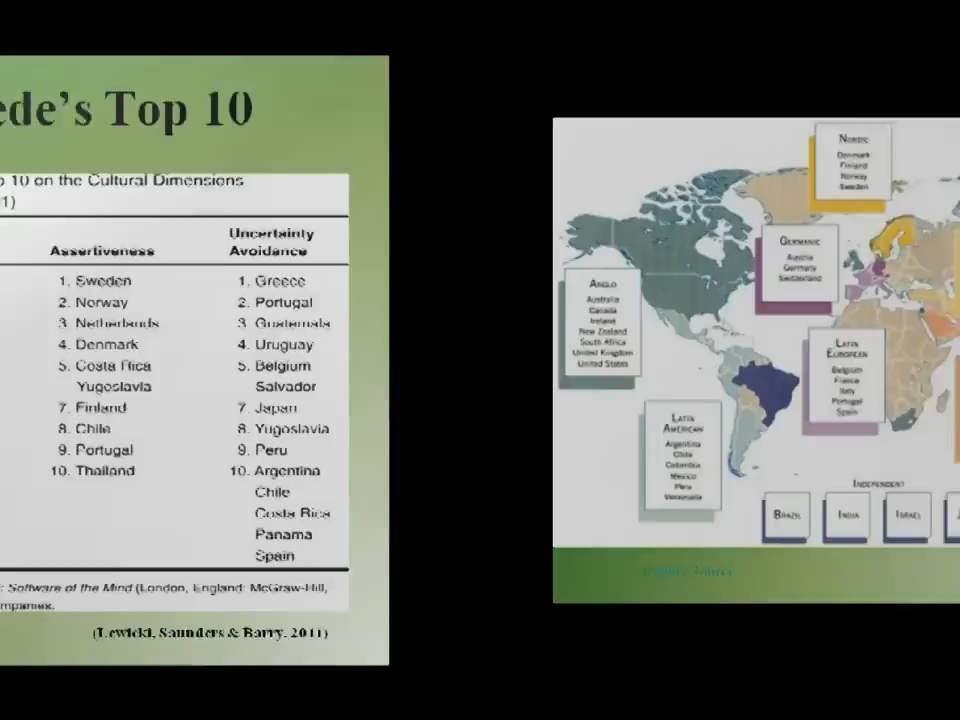 ede's Top 10
p 10 on the Cultural Dimensions
1)
Assertiveness
1. Sweden
2. Norway
3. Netherlands
4. Denmark
5. Costa Rica
Yugoslavia
7. Finland
8. Chile
9. Portugal
10. Thailand
Uncertainty
Avoidance
1. Greece
2. Portugal
3. Guatemala
4. Uruguay
5. Belgium
Salvador
7. Japan
8. Yugoslavia
9. Peru
10. Argentina
Chile
Costa Rica
Panama
Spain
: Software of the Mind (London, England: McGraw-Hill,
mpanies.
(Lewicki, Saunders & Barry, 2011)
NORDIC
Denmark
Finland
Norway
Sweden
GERMANIC
Austria
Germany
Switzerland
ANGLO
Australia
Canada
Ireland
New Zealand
South Africa
United Kingdom
United States
LATIN
EUROPEAN
Belgium
France
Italy
Portugal
Spain
LATIN
AMERICAN
Argentina
Chile
Colombia
Mexico
Peru
Venezuela
INDEPENDENT
BRAZIL
INDIA
ISRAEL